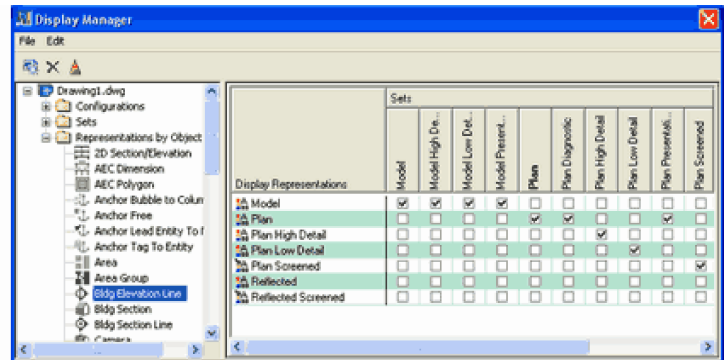 Display Manager
File Edit
Drawing1.dwg
Configurations
Sets
Representations by Object
2D Section/Elevation
AEC Dimension
AEC Polygon
Anchor Bubble to Colun
Anchor Free
Anchor Lead Entity To
Anchor Tag To Entity
Area
Area Group
Bldg Elevation Line
Bldg Section
Bldg Section Line
Camera
Sets
Display Representations
Model
Model High De...
Model Low Det...
Model Present...
Plan
Plan Diagnostic
Plan High Detail
Plan Low Detail
Plan Presentati...
Plan Screened
Model
Plan
Plan High Detail
Plan Low Detail
Plan Screened
Reflected
Reflected Screened